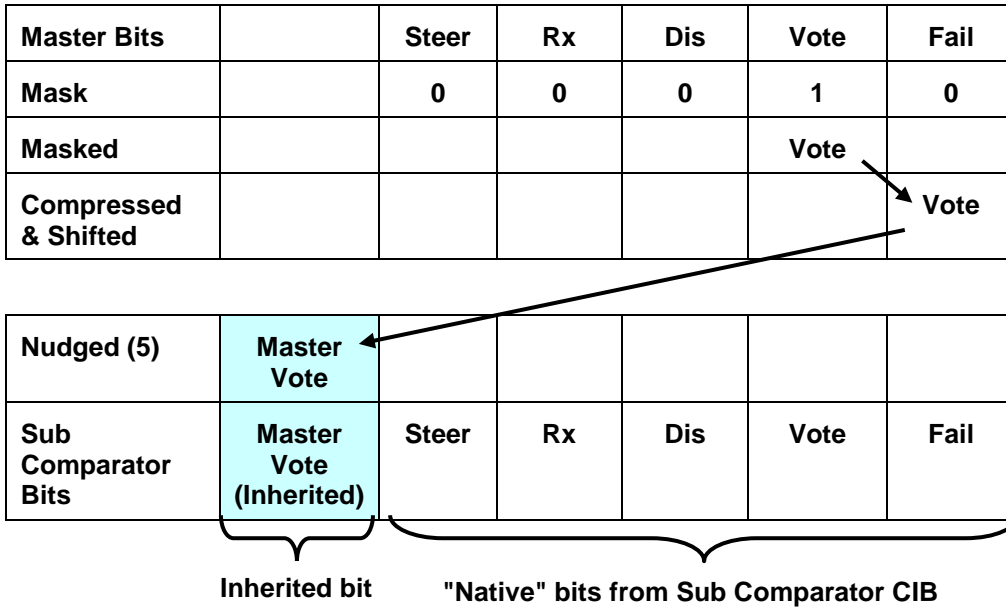 Master Bits Steer Rx Dis Vote Fail
Mask 0 0 0 1 0
Masked Vote
Compressed
& Shifted Vote
Nudged (5) Master
Vote
Sub
Comparator
Bits Master
Vote
(Inherited) Steer Rx Dis Vote Fail
Inherited bit
"Native" bits from Sub Comparator CIB